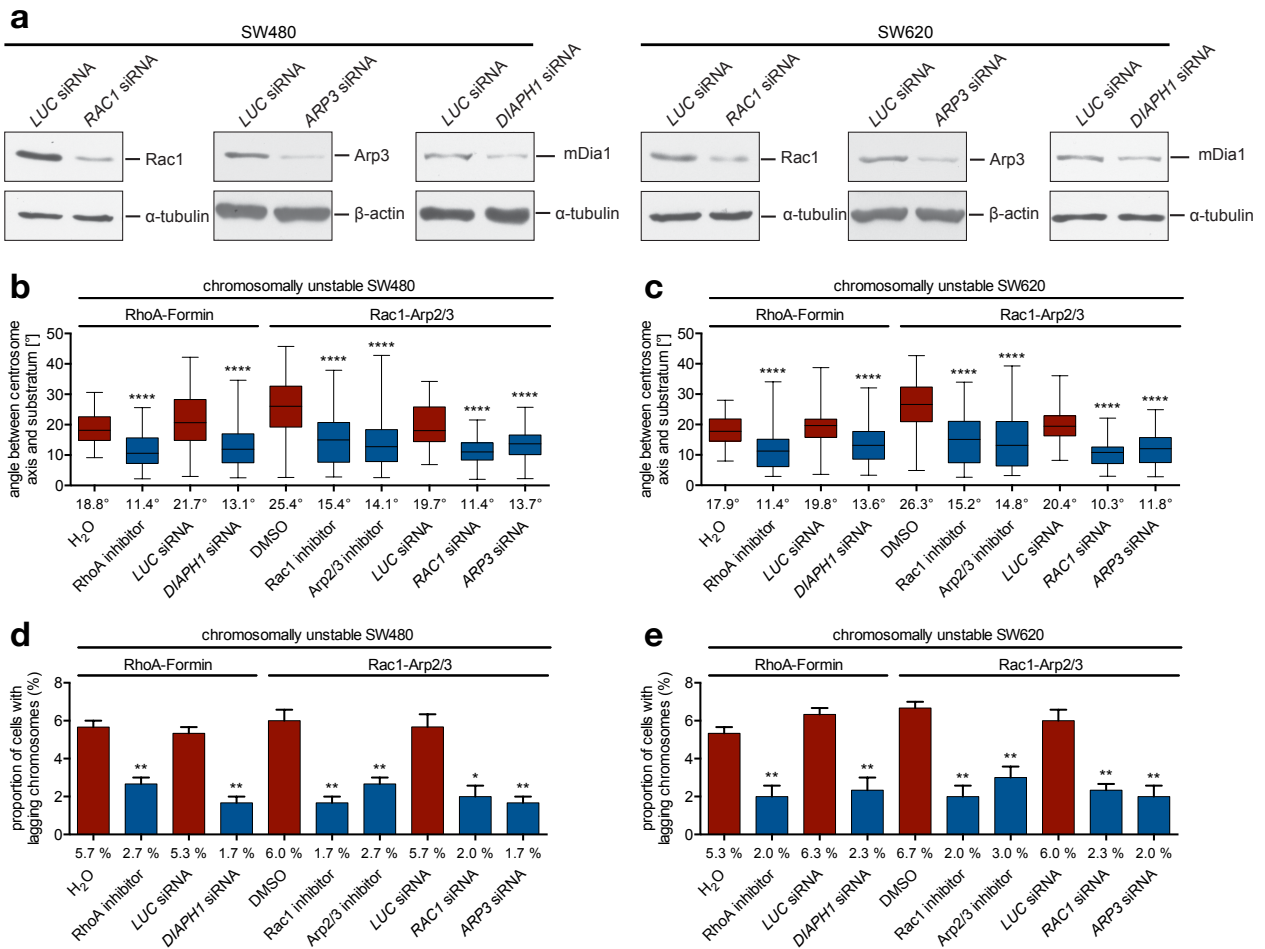 a
SW480
SW620
LUC siRNA
RAC1 siRNA
LUC siRNA
ARP3 siRNA
LUC siRNA
DIAPH1 siRNA
LUC siRNA
RAC1 siRNA
LUC siRNA
ARP3 siRNA
LUC siRNA
DIAPH1 siRNA
Rac1
Arp3
mDia1
Rac1
Arp3
mDia1
α-tubulin
β-actin
α-tubulin
α-tubulin
β-actin
α-tubulin
b
chromosomally unstable SW480
RhoA-Formin
Rac1-Arp2/3
angle between centrosome
axis and substratum [°]
50
40
30
20
10
0
**** **** **** **** **** ****
18.8° 11.4° 21.7° 13.1° 25.4° 15.4° 14.1° 19.7° 11.4° 13.7°
H2O
RhoA inhibitor
LUC siRNA
DIAPH1 siRNA
DMSO
Rac1 inhibitor
Arp2/3 inhibitor
LUC siRNA
RAC1 siRNA
ARP3 siRNA
c
chromosomally unstable SW620
RhoA-Formin
Rac1-Arp2/3
angle between centrosome
axis and substratum [°]
50
40
30
20
10
0
**** **** **** **** **** ****
17.9° 11.4° 19.8° 13.6° 26.3° 15.2° 14.8° 20.4° 10.3° 11.8°
H2O
RhoA inhibitor
LUC siRNA
DIAPH1 siRNA
DMSO
Rac1 inhibitor
Arp2/3 inhibitor
LUC siRNA
RAC1 siRNA
ARP3 siRNA
d
chromosomally unstable SW480
RhoA-Formin
Rac1-Arp2/3
proportion of cells with
lagging chromosomes (%)
8
6
4
2
0
** ** ** ** * **
5.7 % 2.7 % 5.3 % 1.7 % 6.0 % 1.7 % 2.7 % 5.7 % 2.0 % 1.7 %
H2O
RhoA inhibitor
LUC siRNA
DIAPH1 siRNA
DMSO
Rac1 inhibitor
Arp2/3 inhibitor
LUC siRNA
RAC1 siRNA
ARP3 siRNA
e
chromosomally unstable SW620
RhoA-Formin
Rac1-Arp2/3
proportion of cells with
lagging chromosomes (%)
8
6
4
2
0
** ** ** ** ** **
5.3 % 2.0 % 6.3 % 2.3 % 6.7 % 2.0 % 3.0 % 6.0 % 2.3 % 2.0 %
H2O
RhoA inhibitor
LUC siRNA
DIAPH1 siRNA
DMSO
Rac1 inhibitor
Arp2/3 inhibitor
LUC siRNA
RAC1 siRNA
ARP3 siRNA